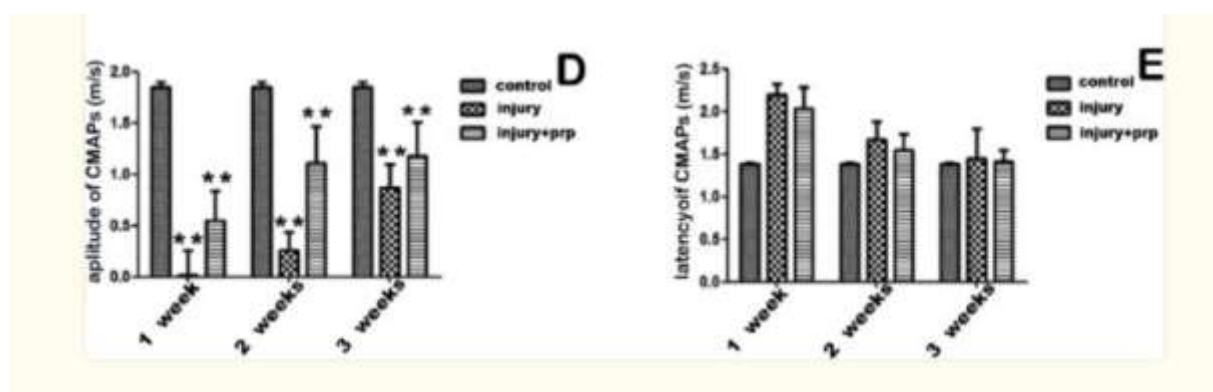 D
aplitude of CMAPs (m/s)
2.0
1.5
1.0
0.5
0.0
control
injury
injury+prp
** ** ** ** ** **
1 week
2 weeks
3 weeks
E
latencyoif CMAPs (m/s)
2.5
2.0
1.5
1.0
0.5
0.0
control
injury
injury+prp
1 week
2 weeks
3 weeks